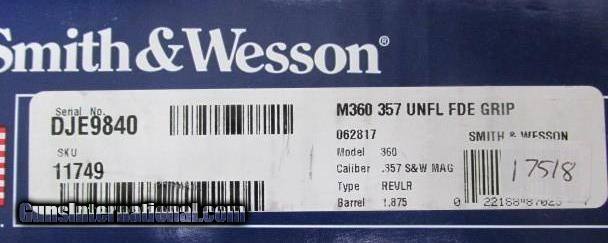 Smith & Wesson®
Serial No.
DJE9840
SKU
11749
M360 357 UNFL FDE GRIP
062817
SMITH & WESSON
Model 360
Caliber .357 S&W MAG
Type REVLR
Barrel 1.875
17518
GunsInternational.com